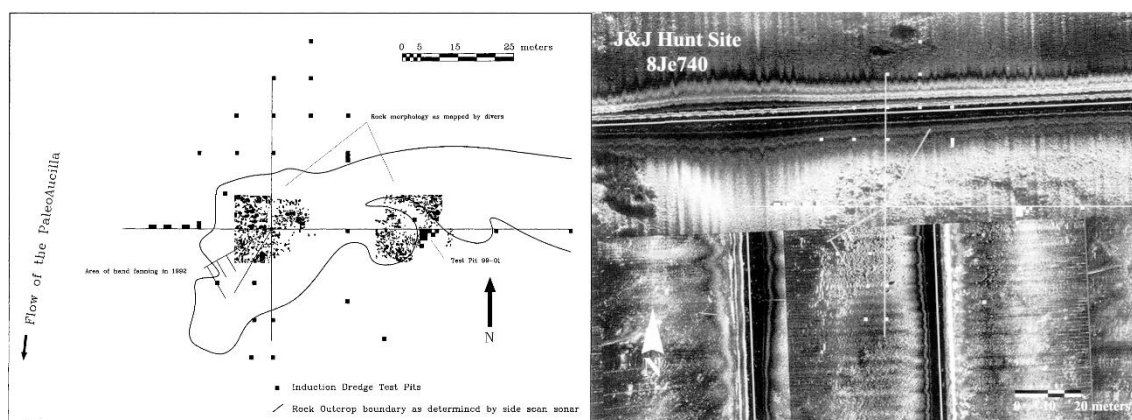 0 5 15 25 meters
Rock morphology as mapped by divers
Flow of the PaleoAucilla
Area of hand fanning in 1992
Test Pit 99-01
N
Induction Dredge Test Pits
Rock Outcrop boundary as determined by side scan sonar
J&J Hunt Site
8Je740
N
0
20 meters